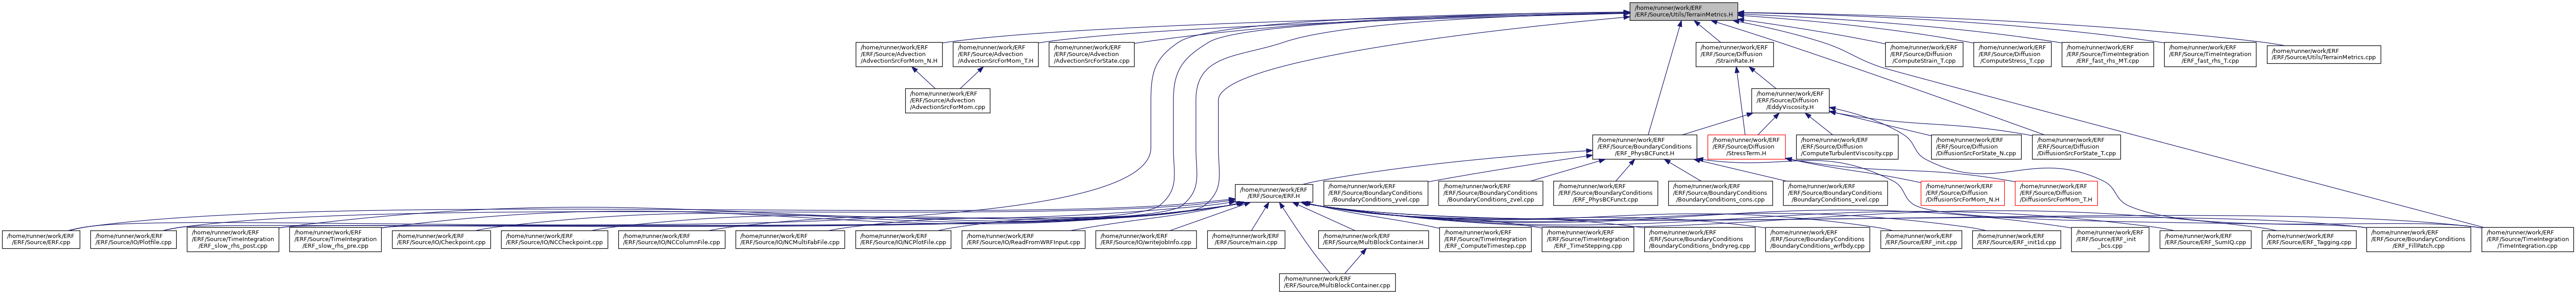 /home/runner/work/ERF
/ERF/Source/Utils/TerrainMetrics.H
/home/runner/work/ERF
/ERF/Source/Advection
/AdvectionSrcForMom_N.H
/home/runner/work/ERF
/ERF/Source/Advection
/AdvectionSrcForMom_T.H
/home/runner/work/ERF
/ERF/Source/Advection
/AdvectionSrcForState.cpp
/home/runner/work/ERF
/ERF/Source/Diffusion
/StrainRate.H
/home/runner/work/ERF
/ERF/Source/Diffusion
/ComputeStrain_T.cpp
/home/runner/work/ERF
/ERF/Source/Diffusion
/ComputeStress_T.cpp
/home/runner/work/ERF
/ERF/Source/TimeIntegration
/ERF_fast_rhs_MT.cpp
/home/runner/work/ERF
/ERF/Source/TimeIntegration
/ERF_fast_rhs_T.cpp
/home/runner/work/ERF
/ERF/Source/Utils/TerrainMetrics.cpp
/home/runner/work/ERF
/ERF/Source/Advection
/AdvectionSrcForMom.cpp
/home/runner/work/ERF
/ERF/Source/Diffusion
/EddyViscosity.H
/home/runner/work/ERF
/ERF/Source/BoundaryConditions
/ERF_PhysBCFunct.H
/home/runner/work/ERF
/ERF/Source/Diffusion
/StressTerm.H
/home/runner/work/ERF
/ERF/Source/Diffusion
/ComputeTurbulentViscosity.cpp
/home/runner/work/ERF
/ERF/Source/Diffusion
/DiffusionSrcForState_N.cpp
/home/runner/work/ERF
/ERF/Source/Diffusion
/DiffusionSrcForState_T.cpp
/home/runner/work/ERF
/ERF/Source/ERF.H
/home/runner/work/ERF
/ERF/Source/BoundaryConditions
/BoundaryConditions_yvel.cpp
/home/runner/work/ERF
/ERF/Source/BoundaryConditions
/BoundaryConditions_zvel.cpp
/home/runner/work/ERF
/ERF/Source/BoundaryConditions
/ERF_PhysBCFunct.cpp
/home/runner/work/ERF
/ERF/Source/BoundaryConditions
/BoundaryConditions_cons.cpp
/home/runner/work/ERF
/ERF/Source/BoundaryConditions
/BoundaryConditions_xvel.cpp
/home/runner/work/ERF
/ERF/Source/Diffusion
/DiffusionSrcForMom_N.H
/home/runner/work/ERF
/ERF/Source/Diffusion
/DiffusionSrcForMom_T.H
/home/runner/work/ERF
/ERF/Source/ERF.cpp
/home/runner/work/ERF
/ERF/Source/IO/Plotfile.cpp
/home/runner/work/ERF
/ERF/Source/TimeIntegration
/ERF_slow_rhs_post.cpp
/home/runner/work/ERF
/ERF/Source/TimeIntegration
/ERF_slow_rhs_pre.cpp
/home/runner/work/ERF
/ERF/Source/IO/Checkpoint.cpp
/home/runner/work/ERF
/ERF/Source/IO/NCCheckpoint.cpp
/home/runner/work/ERF
/ERF/Source/IO/NCColumnFile.cpp
/home/runner/work/ERF
/ERF/Source/IO/NCMultiFabFile.cpp
/home/runner/work/ERF
/ERF/Source/IO/NCPlotFile.cpp
/home/runner/work/ERF
/ERF/Source/IO/ReadFromWRFInput.cpp
/home/runner/work/ERF
/ERF/Source/IO/writeJobInfo.cpp
/home/runner/work/ERF
/ERF/Source/main.cpp
/home/runner/work/ERF
/ERF/Source/MultiBlockContainer.H
/home/runner/work/ERF
/ERF/Source/TimeIntegration
/ERF_ComputeTimestep.cpp
/home/runner/work/ERF
/ERF/Source/TimeIntegration
/ERF_TimeStepping.cpp
/home/runner/work/ERF
/ERF/Source/BoundaryConditions
/BoundaryConditions_bndryreg.cpp
/home/runner/work/ERF
/ERF/Source/BoundaryConditions
/BoundaryConditions_wrfbdy.cpp
/home/runner/work/ERF
/ERF/Source/ERF_init.cpp
/home/runner/work/ERF
/ERF/Source/ERF_init1d.cpp
/home/runner/work/ERF
/ERF/Source/ERF_init
_bcs.cpp
/home/runner/work/ERF
/ERF/Source/ERF_SumIQ.cpp
/home/runner/work/ERF
/ERF/Source/ERF_Tagging.cpp
/home/runner/work/ERF
/ERF/Source/BoundaryConditions
/ERF_FillPatch.cpp
/home/runner/work/ERF
/ERF/Source/TimeIntegration
/TimeIntegration.cpp
/home/runner/work/ERF
/ERF/Source/MultiBlockContainer.cpp